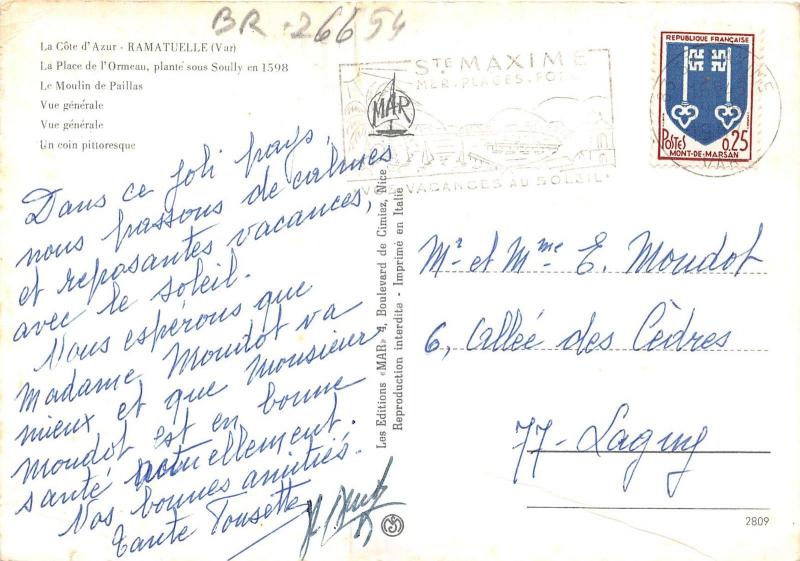 BR.26654
La Côte d'Azur - RAMATUELLE (Var)
La Place de l'Ormeau, planté sous Soully en 1598
Le Moulin de Paillas
Vue générale
Vue générale
Un coin pittoresque
Dans ce joli pays,
nous passons de calmes
et reposantes vacances,
avec le soleil.
Nous espérons que
Madame Moudot va
mieux et que Monsieur
Moudot est en bonne
santé actuellement.
Nos bonnes amitiés.
Tante Tousette
Les Editions «MAR» 4, Boulevard de Cimiez, Nice
Reproduction interdite - Imprimé en Italie
MAR
STE MAXIME
MER. PLAGES.
VOS VACANCES AU SOLEIL
VAR
REPUBLIQUE FRANÇAISE
POSTES 0,25
MONT-DE-MARSAN
Mr et Mme E. Moudot
6, allée des Cèdres
77 - Lagny
2809